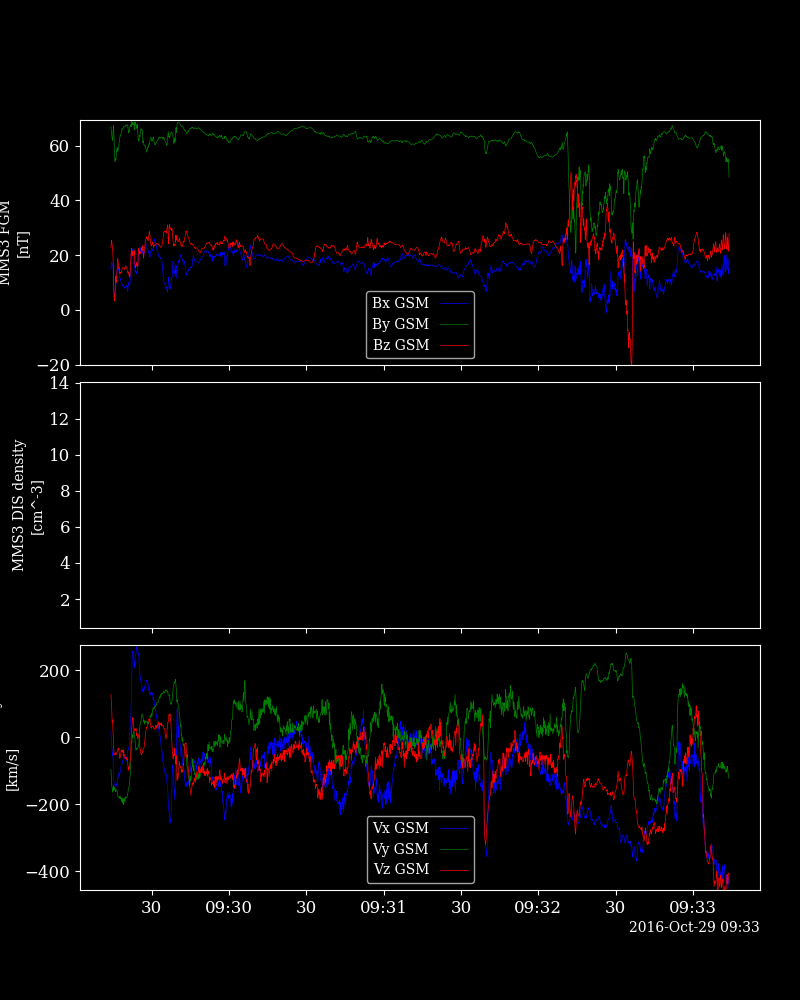 60
40
20
0
−20
MMS3 FGM
[nT]
Bx GSM
By GSM
Bz GSM
14
12
10
8
6
4
2
MMS3 DIS density
[cm^-3]
200
0
−200
−400
[km/s]
Vx GSM
Vy GSM
Vz GSM
30 09:30 30 09:31 30 09:32 30 09:33
2016-Oct-29 09:33